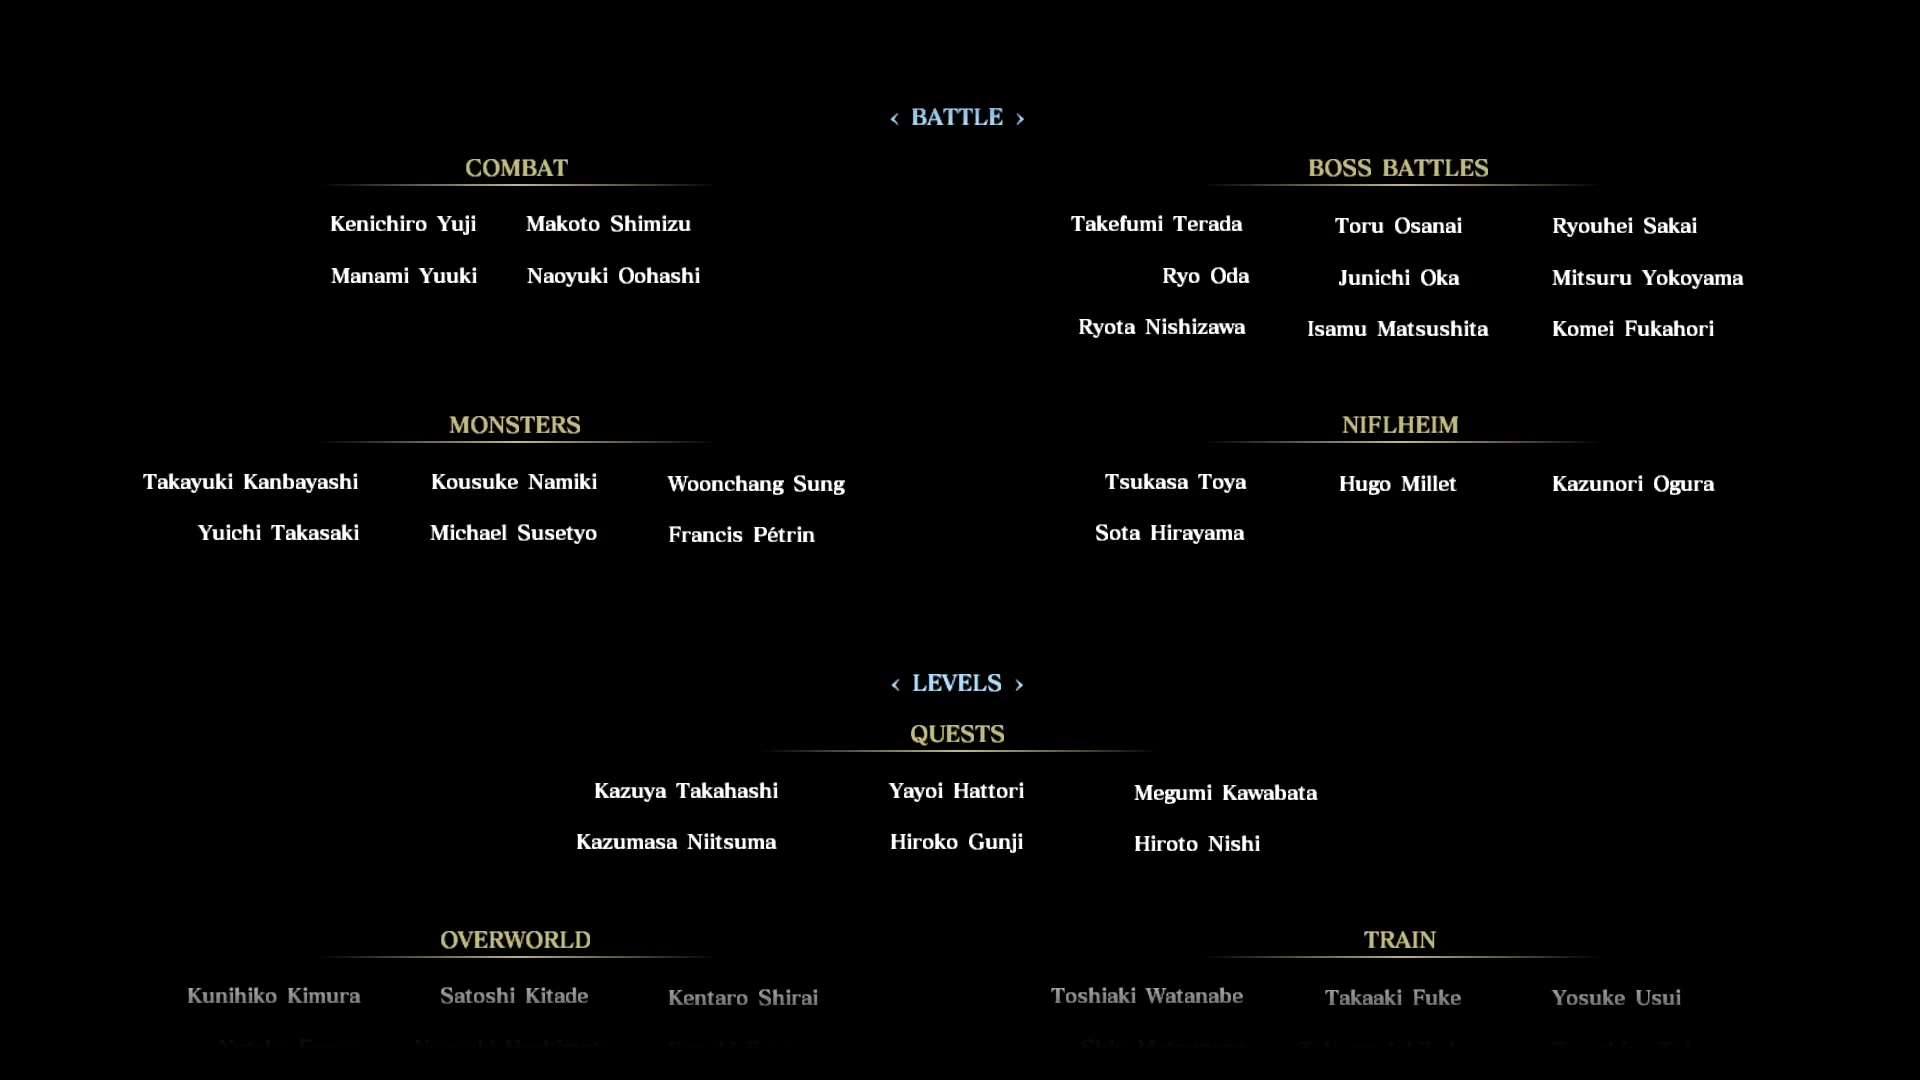 ‹ BATTLE ›
COMBAT
Kenichiro Yuji Makoto Shimizu
Manami Yuuki Naoyuki Oohashi
BOSS BATTLES
Takefumi Terada Toru Osanai Ryouhei Sakai
Ryo Oda Junichi Oka Mitsuru Yokoyama
Ryota Nishizawa Isamu Matsushita Komei Fukahori
MONSTERS
Takayuki Kanbayashi Kousuke Namiki Woonchang Sung
Yuichi Takasaki Michael Susetyo Francis Pétrin
NIFLHEIM
Tsukasa Toya Hugo Millet Kazunori Ogura
Sota Hirayama
‹ LEVELS ›
QUESTS
Kazuya Takahashi Yayoi Hattori Megumi Kawabata
Kazumasa Niitsuma Hiroko Gunji Hiroto Nishi
OVERWORLD
Kunihiko Kimura Satoshi Kitade Kentaro Shirai
TRAIN
Toshiaki Watanabe Takaaki Fuke Yosuke Usui